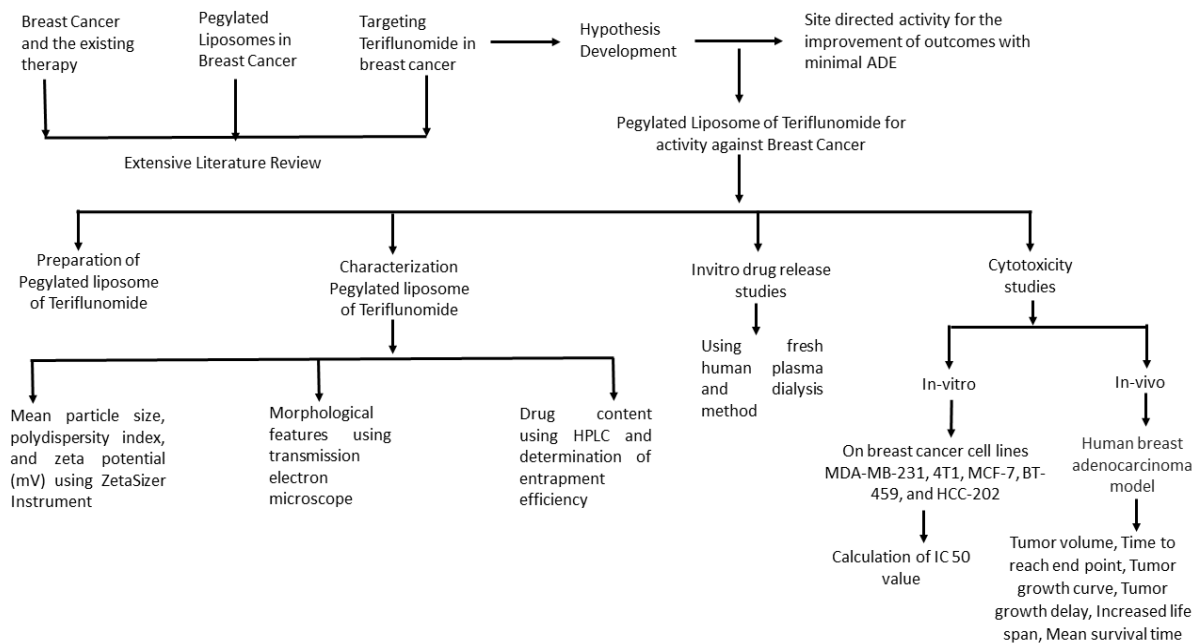 Breast Cancer
and the existing
therapy
Pegylated
Liposomes in
Breast Cancer
Targeting
Teriflunomide in
breast cancer
Hypothesis
Development
Site directed activity for the
improvement of outcomes with
minimal ADE
Extensive Literature Review
Pegylated Liposome of Teriflunomide for
activity against Breast Cancer
Preparation of
Pegylated liposome
of Teriflunomide
Characterization
Pegylated liposome
of Teriflunomide
Invitro drug release
studies
Cytotoxicity
studies
Mean particle size,
polydispersity index,
and zeta potential
(mV) using ZetaSizer
Instrument
Morphological
features using
transmission
electron
microscope
Drug content
using HPLC and
determination of
entrapment
efficiency
Using fresh
human plasma
and dialysis
method
In-vitro
On breast cancer cell lines
MDA-MB-231, 4T1, MCF-7, BT-
459, and HCC-202
Calculation of IC 50
value
In-vivo
Human breast
adenocarcinoma
model
Tumor volume, Time to
reach end point, Tumor
growth curve, Tumor
growth delay, Increased life
span, Mean survival time